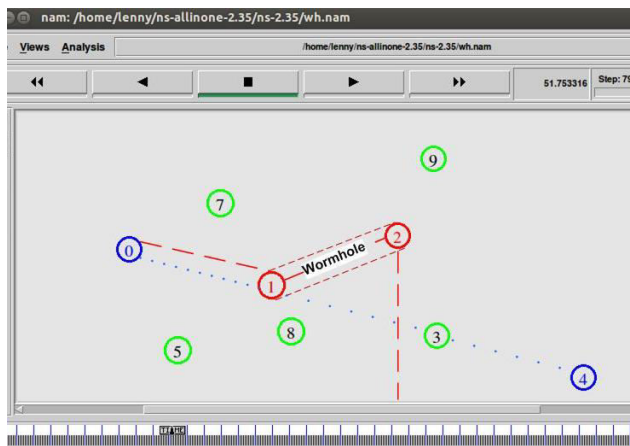 nam: /home/lenny/ns-allinone-2.35/ns-2.35/wh.nam
Views Analysis /home/lenny/ns-allinone-2.35/ns-2.35/wh.nam
51.753316 Step: 79
9
7
2
0
Wormhole
1
8
3
5
4
TIME